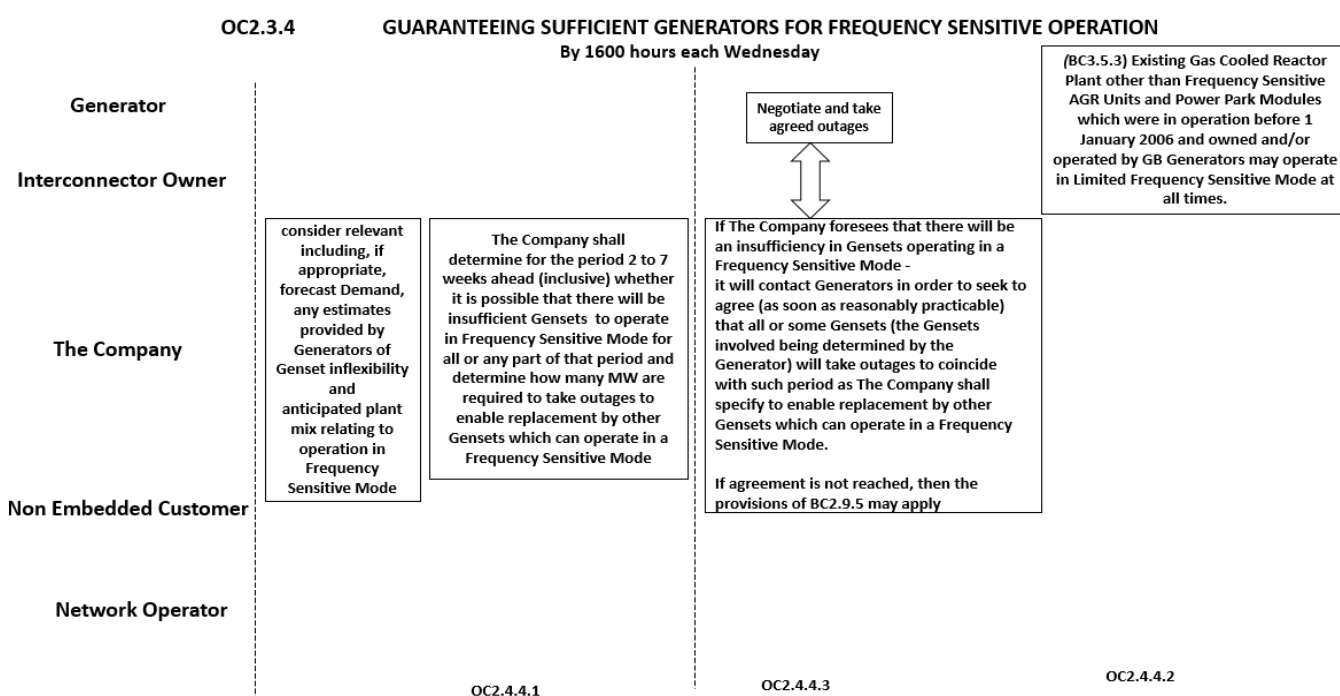 OC2.3.4 GUARANTEEING SUFFICIENT GENERATORS FOR FREQUENCY SENSITIVE OPERATION
By 1600 hours each Wednesday
(BC3.5.3) Existing Gas Cooled Reactor
Plant other than Frequency Sensitive
AGR Units and Power Park Modules
which were in operation before 1
January 2006 and owned and/or
operated by GB Generators may operate
in Limited Frequency Sensitive Mode at
all times.
Generator
Negotiate and take
agreed outages
Interconnector Owner
The Company
consider relevant
including, if
appropriate,
forecast Demand,
any estimates
provided by
Generators of
Genset inflexibility
and
anticipated plant
mix relating to
operation in
Frequency
Sensitive Mode
The Company shall
determine for the period 2 to 7
weeks ahead (inclusive) whether
it is possible that there will be
insufficient Gensets to operate
in Frequency Sensitive Mode for
all or any part of that period and
determine how many MW are
required to take outages to
enable replacement by other
Gensets which can operate in a
Frequency Sensitive Mode
If The Company foresees that there will be
an insufficiency in Gensets operating in a
Frequency Sensitive Mode -
it will contact Generators in order to seek to
agree (as soon as reasonably practicable)
that all or some Gensets (the Gensets
involved being determined by the
Generator) will take outages to coincide
with such period as The Company shall
specify to enable replacement by other
Gensets which can operate in a Frequency
Sensitive Mode.
If agreement is not reached, then the
provisions of BC2.9.5 may apply
Non Embedded Customer
Network Operator
OC2.4.4.1
OC2.4.4.3
OC2.4.4.2